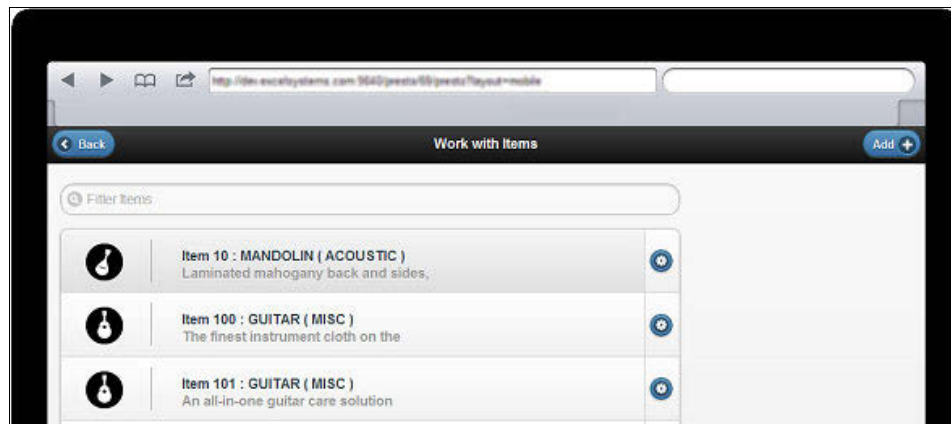 Back
Work with Items
Add
Filter Items
Item 10 : MANDOLIN ( ACOUSTIC )
Laminated mahogany back and sides,
Item 100 : GUITAR ( MISC )
The finest instrument cloth on the
Item 101 : GUITAR ( MISC )
An all-in-one guitar care solution